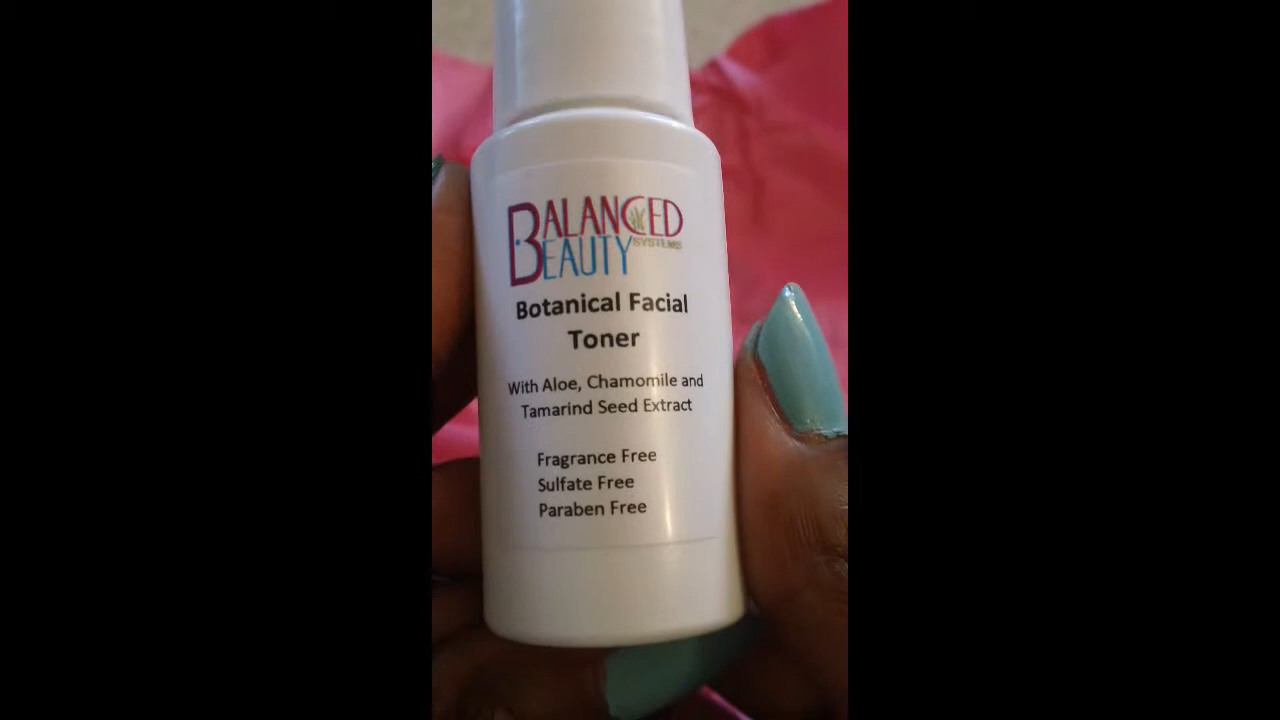 BALANCED
BEAUTY SYSTEMS
Botanical Facial
Toner
With Aloe, Chamomile and
Tamarind Seed Extract
Fragrance Free
Sulfate Free
Paraben Free